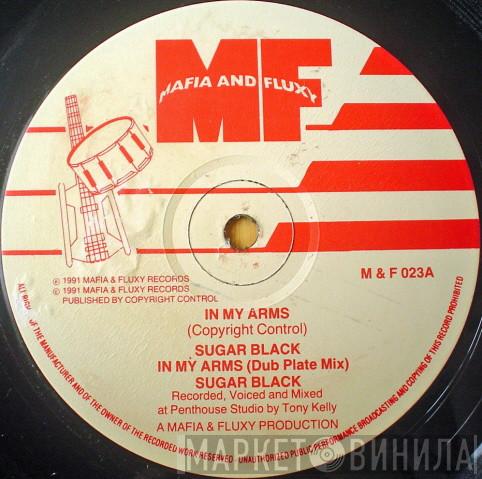 MF
MAFIA AND FLUXY
M & F 023A
℗ 1991 MAFIA & FLUXY RECORDS
© 1991 MAFIA & FLUXY RECORDS
PUBLISHED BY COPYRIGHT CONTROL
IN MY ARMS
(Copyright Control)
SUGAR BLACK
IN MY ARMS (Dub Plate Mix)
SUGAR BLACK
Recorded, Voiced and Mixed
at Penthouse Studio by Tony Kelly
A MAFIA & FLUXY PRODUCTION
ALL RIGHTS OF THE MANUFACTURER AND OF THE OWNER OF THE RECORDED WORK RESERVED - UNAUTHORIZED PUBLIC PERFORMANCE BROADCASTING AND COPYING OF THIS RECORD PROHIBITED
МАРКЕТ ВИНИЛА